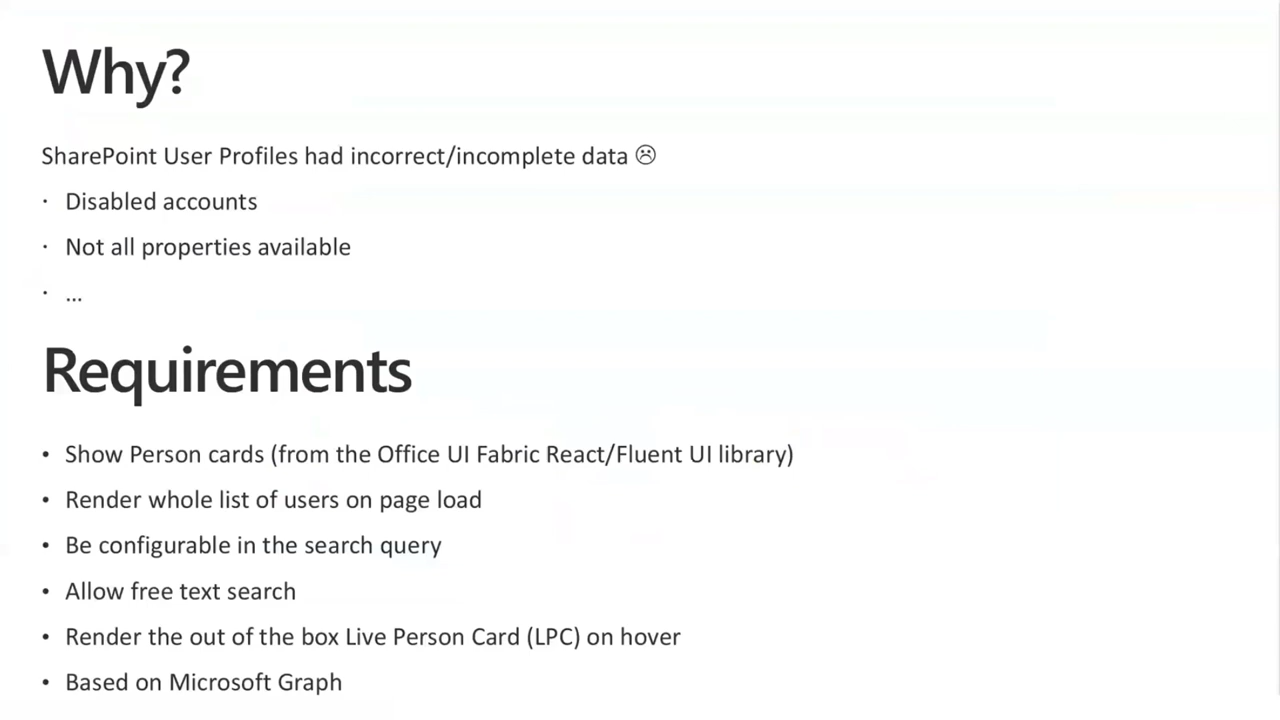 Why?
SharePoint User Profiles had incorrect/incomplete data ☹
· Disabled accounts
· Not all properties available
· ...
Requirements
• Show Person cards (from the Office UI Fabric React/Fluent UI library)
• Render whole list of users on page load
• Be configurable in the search query
• Allow free text search
• Render the out of the box Live Person Card (LPC) on hover
• Based on Microsoft Graph